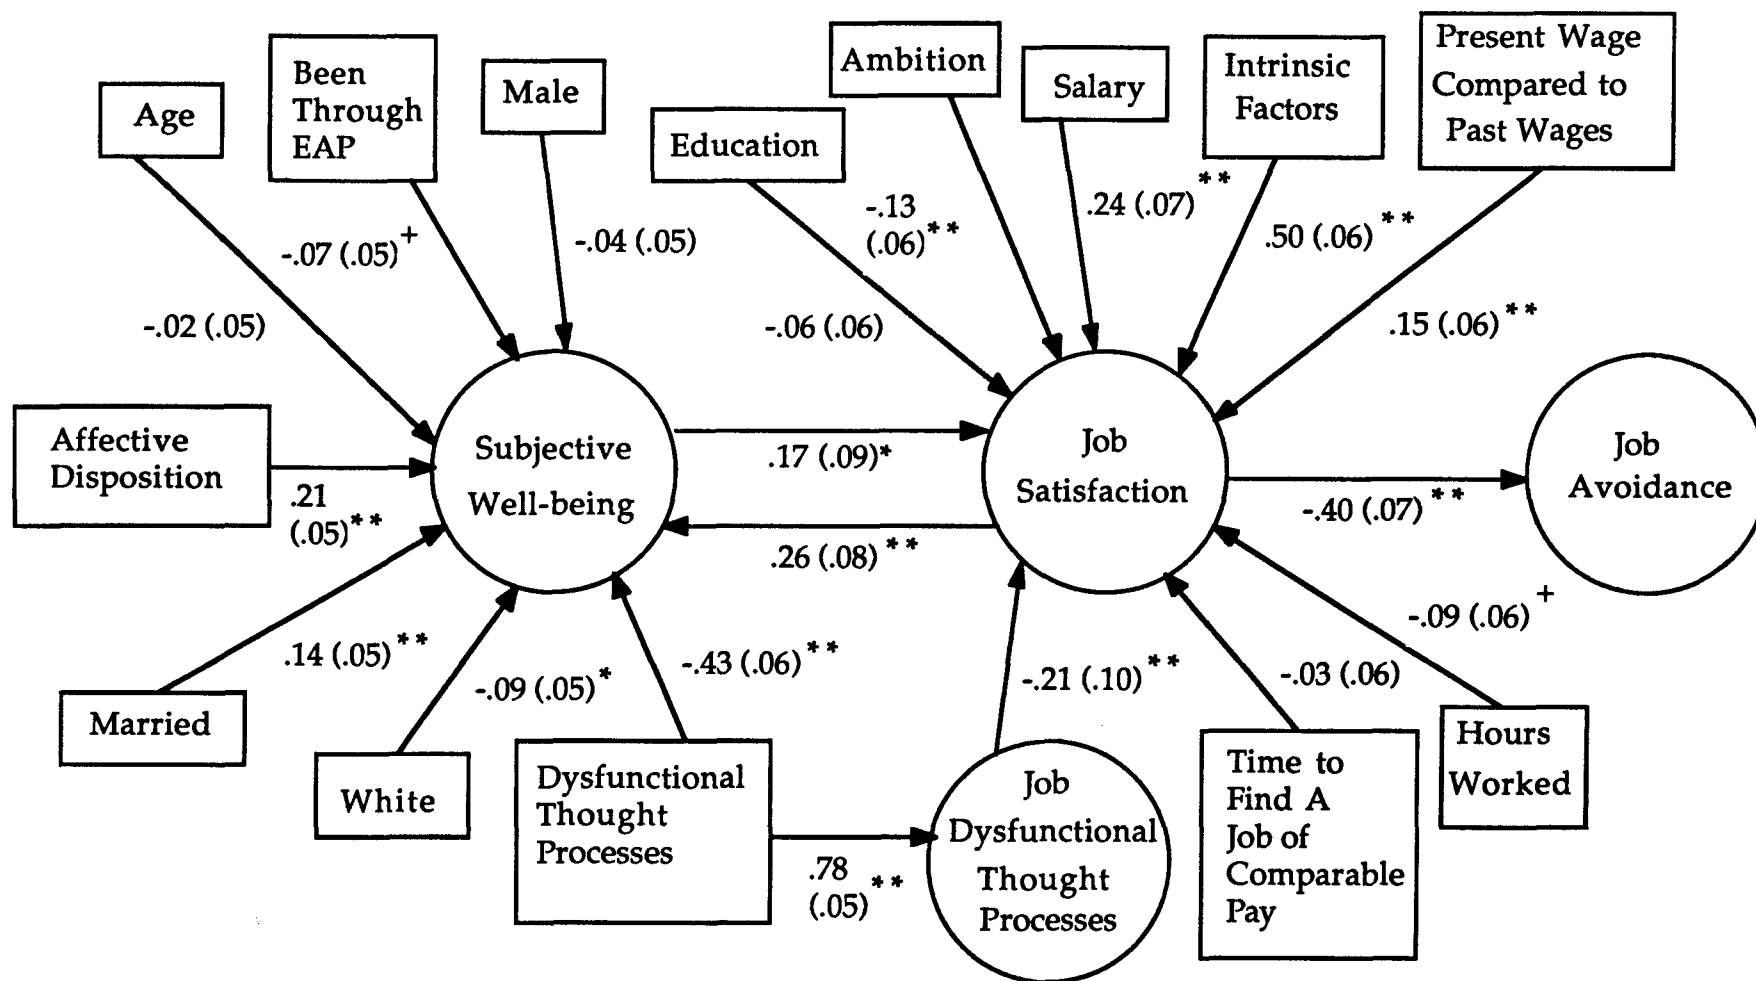 Age
Been
Through
EAP
Male
Education
Ambition
Salary
Intrinsic
Factors
Present Wage
Compared to
Past Wages
-.02 (.05)
-.07 (.05)+
-.04 (.05)
-.06 (.06)
-.13
(.06)**
.24 (.07)**
.50 (.06)**
.15 (.06)**
Affective
Disposition
.21
(.05)**
Subjective
Well-being
.17 (.09)*
.26 (.08)**
Job
Satisfaction
-.40 (.07)**
Job
Avoidance
Married
.14 (.05)**
White
-.09 (.05)*
Dysfunctional
Thought
Processes
-.43 (.06)**
.78
(.05)**
Job
Dysfunctional
Thought
Processes
-.21 (.10)**
Time to
Find A
Job of
Comparable
Pay
-.03 (.06)
Hours
Worked
-.09 (.06)+